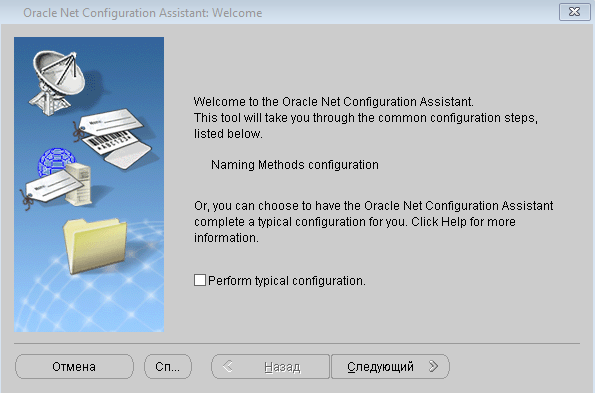 Oracle Net Configuration Assistant: Welcome
Welcome to the Oracle Net Configuration Assistant.
This tool will take you through the common configuration steps,
listed below.
Naming Methods configuration
Or, you can choose to have the Oracle Net Configuration Assistant
complete a typical configuration for you. Click Help for more
information.
Perform typical configuration.
Отмена
Сп...
Назад
Следующий